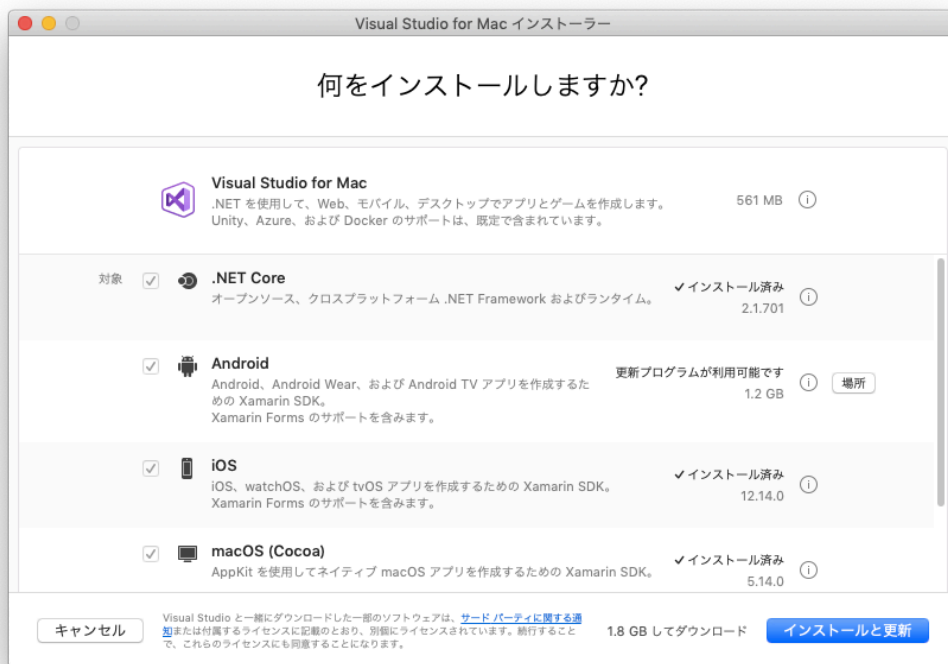 Visual Studio for Mac インストーラー
何をインストールしますか?
Visual Studio for Mac
.NET を使用して、Web、モバイル、デスクトップでアプリとゲームを作成します。
Unity、Azure、および Docker のサポートは、既定で含まれています。
561 MB
対象
.NET Core
オープンソース、クロスプラットフォーム .NET Framework およびランタイム。
✓インストール済み
2.1.701
Android
Android、Android Wear、および Android TV アプリを作成するた
めの Xamarin SDK。
Xamarin Forms のサポートを含みます。
更新プログラムが利用可能です
1.2 GB
場所
iOS
iOS、watchOS、および tvOS アプリを作成するための Xamarin SDK。
Xamarin Forms のサポートを含みます。
✓インストール済み
12.14.0
macOS (Cocoa)
AppKit を使用してネイティブ macOS アプリを作成するための Xamarin SDK。
✓インストール済み
5.14.0
キャンセル
Visual Studio と一緒にダウンロードした一部のソフトウェアは、サード パーティに関する通
知または付属するライセンスに記載のとおり、別個にライセンスされています。続行すること
で、これらのライセンスにも同意することになります。
1.8 GB してダウンロード
インストールと更新